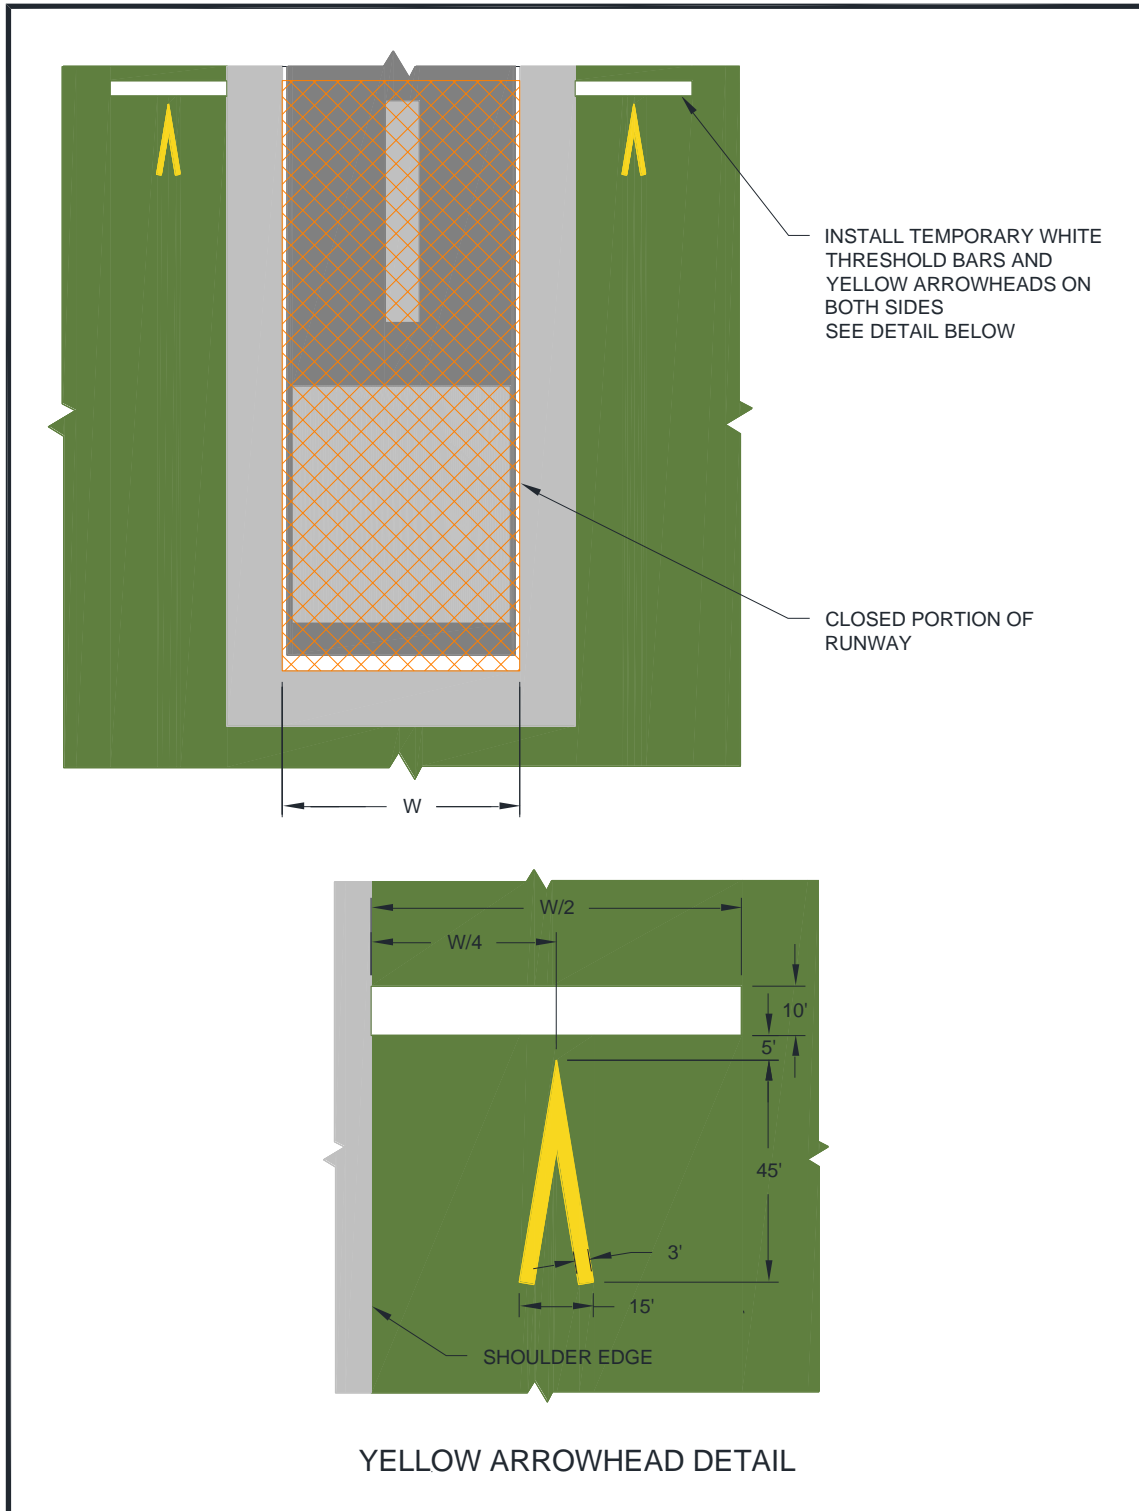 INSTALL TEMPORARY WHITE
THRESHOLD BARS AND
YELLOW ARROWHEADS ON
BOTH SIDES
SEE DETAIL BELOW
CLOSED PORTION OF
RUNWAY
W
W/2
W/4
10'
5'
45'
3'
15'
SHOULDER EDGE
YELLOW ARROWHEAD DETAIL